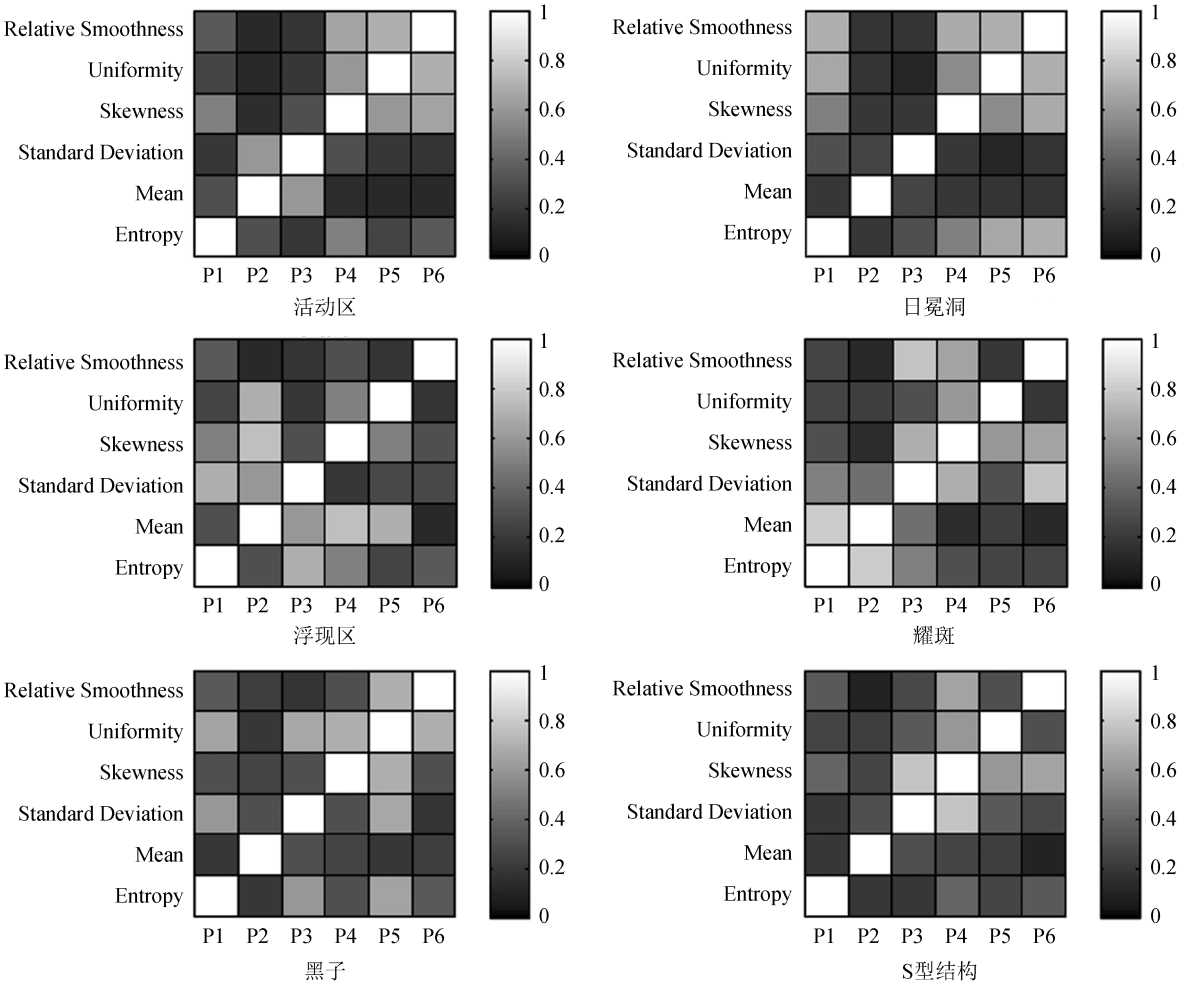 Relative Smoothness
Uniformity
Skewness
Standard Deviation
Mean
Entropy
P1 P2 P3 P4 P5 P6
1
0.8
0.6
0.4
0.2
0
活动区
Relative Smoothness
Uniformity
Skewness
Standard Deviation
Mean
Entropy
P1 P2 P3 P4 P5 P6
1
0.8
0.6
0.4
0.2
0
日冕洞
Relative Smoothness
Uniformity
Skewness
Standard Deviation
Mean
Entropy
P1 P2 P3 P4 P5 P6
1
0.8
0.6
0.4
0.2
0
浮现区
Relative Smoothness
Uniformity
Skewness
Standard Deviation
Mean
Entropy
P1 P2 P3 P4 P5 P6
1
0.8
0.6
0.4
0.2
0
耀斑
Relative Smoothness
Uniformity
Skewness
Standard Deviation
Mean
Entropy
P1 P2 P3 P4 P5 P6
1
0.8
0.6
0.4
0.2
0
黑子
Relative Smoothness
Uniformity
Skewness
Standard Deviation
Mean
Entropy
P1 P2 P3 P4 P5 P6
1
0.8
0.6
0.4
0.2
0
S型结构